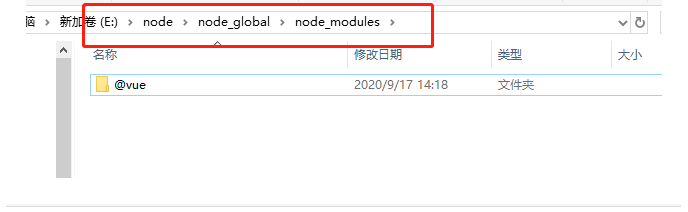 脑 > 新加卷 (E:) > node > node_global > node_modules >
名称 修改日期 类型 大小
@vue 2020/9/17 14:18 文件夹